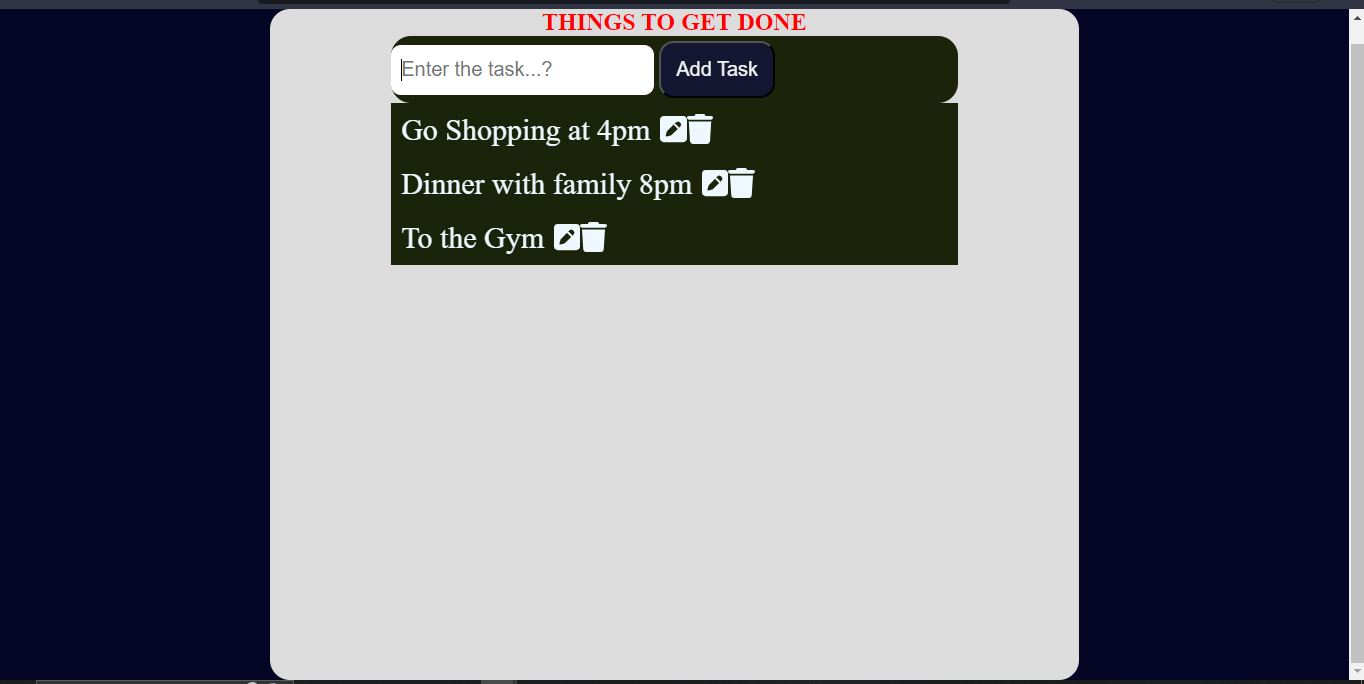 THINGS TO GET DONE
Enter the task...?
Add Task
Go Shopping at 4pm
Dinner with family 8pm
To the Gym